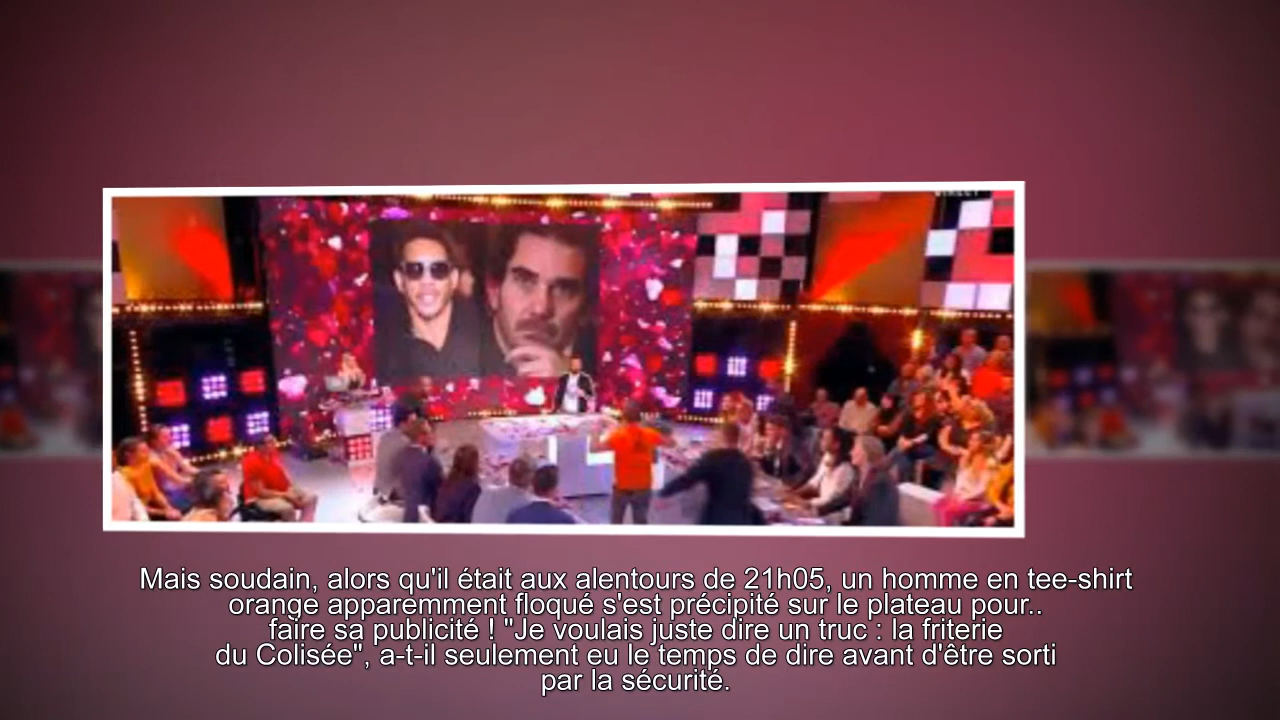 Mais soudain, alors qu'il était aux alentours de 21h05, un homme en tee-shirt
orange apparemment floqué s'est précipité sur le plateau pour..
faire sa publicité ! "Je voulais juste dire un truc : la friterie
du Colisée", a-t-il seulement eu le temps de dire avant d'être sorti
par la sécurité.